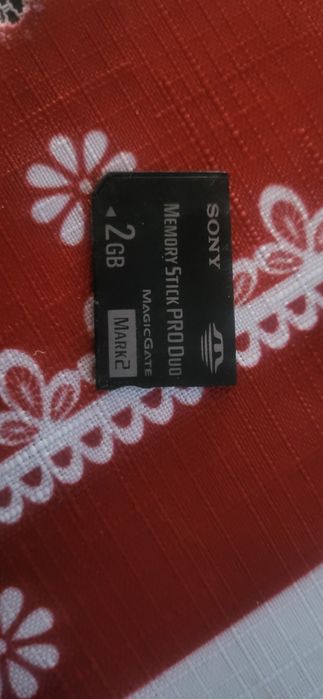 SONY
MEMORY STICK PRO DUO
MAGICGATE
MARK2
◄ 2GB